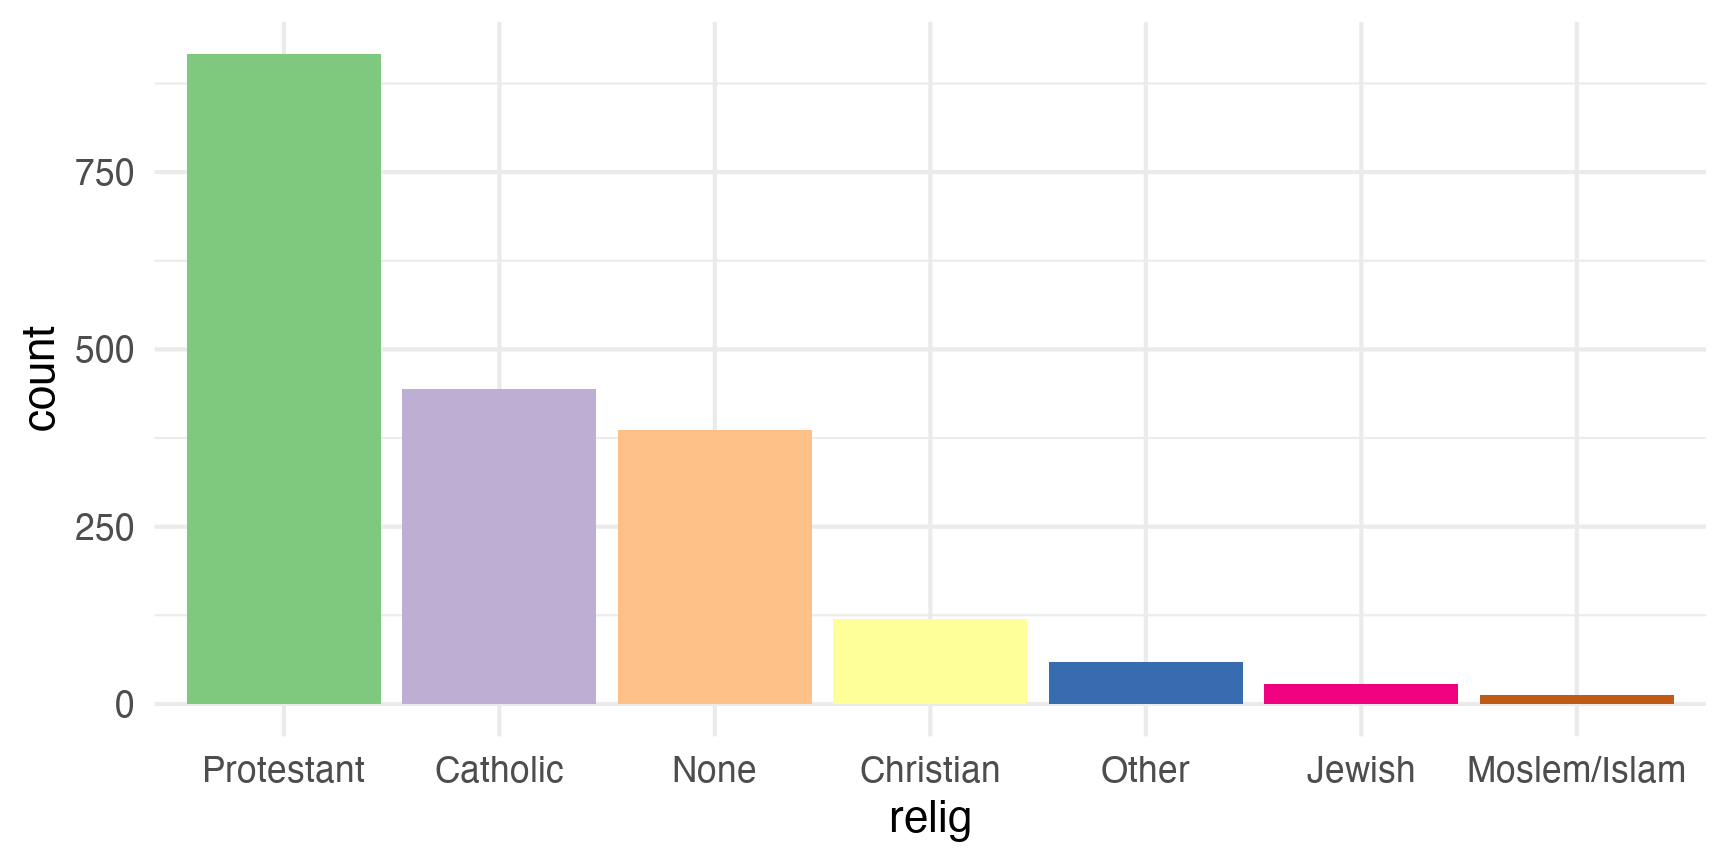 count
750
500
250
0
Protestant Catholic None Christian Other Jewish Moslem/Islam
relig